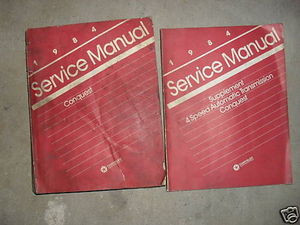 1984
Service Manual
Conquest
1984
Service Manual
Supplement
4 Speed Automatic Transmission
Conquest